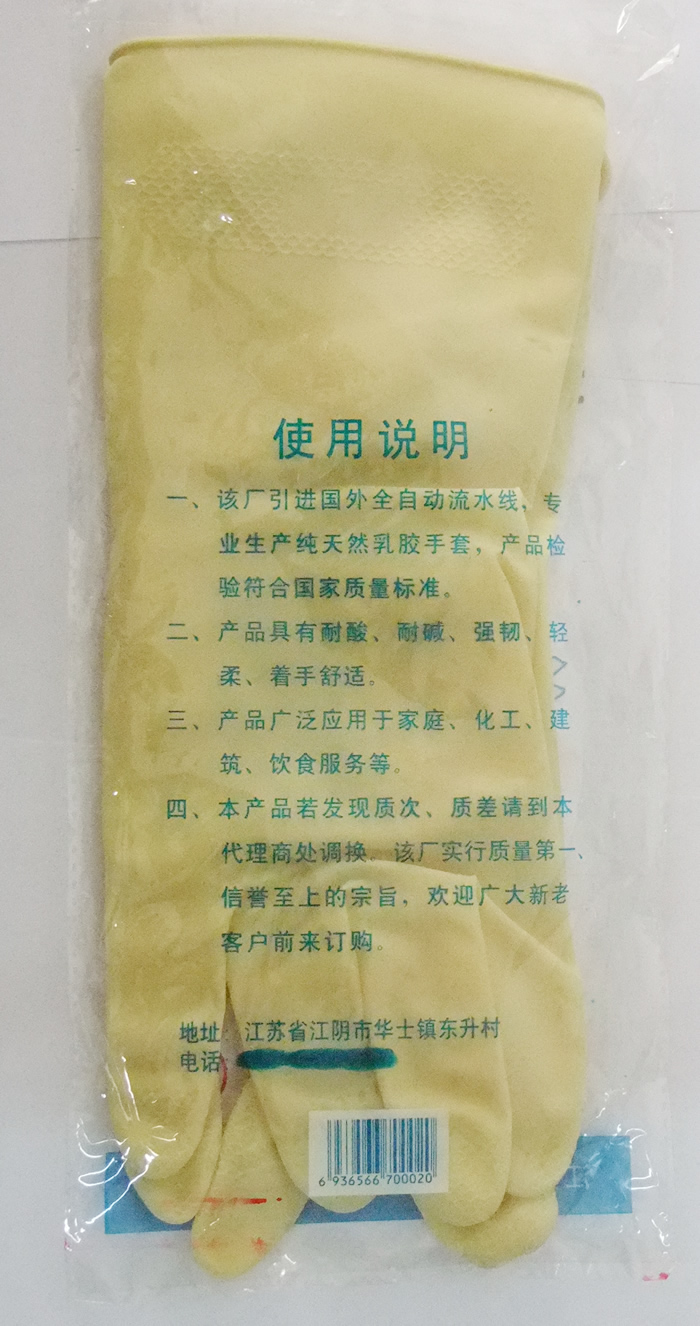 使用说明
一、该厂引进国外全自动流水线，专
业生产纯天然乳胶手套，产品检
验符合国家质量标准。
二、产品具有耐酸、耐碱、强韧、轻
柔、着手舒适。
三、产品广泛应用于家庭、化工、建
筑、饮食服务等。
四、本产品若发现质次、质差请到本
代理商处调换。该厂实行质量第一、
信誉至上的宗旨，欢迎广大新老
客户前来订购。
地址：江苏省江阴市华士镇东升村
电话：
6 936566 700020